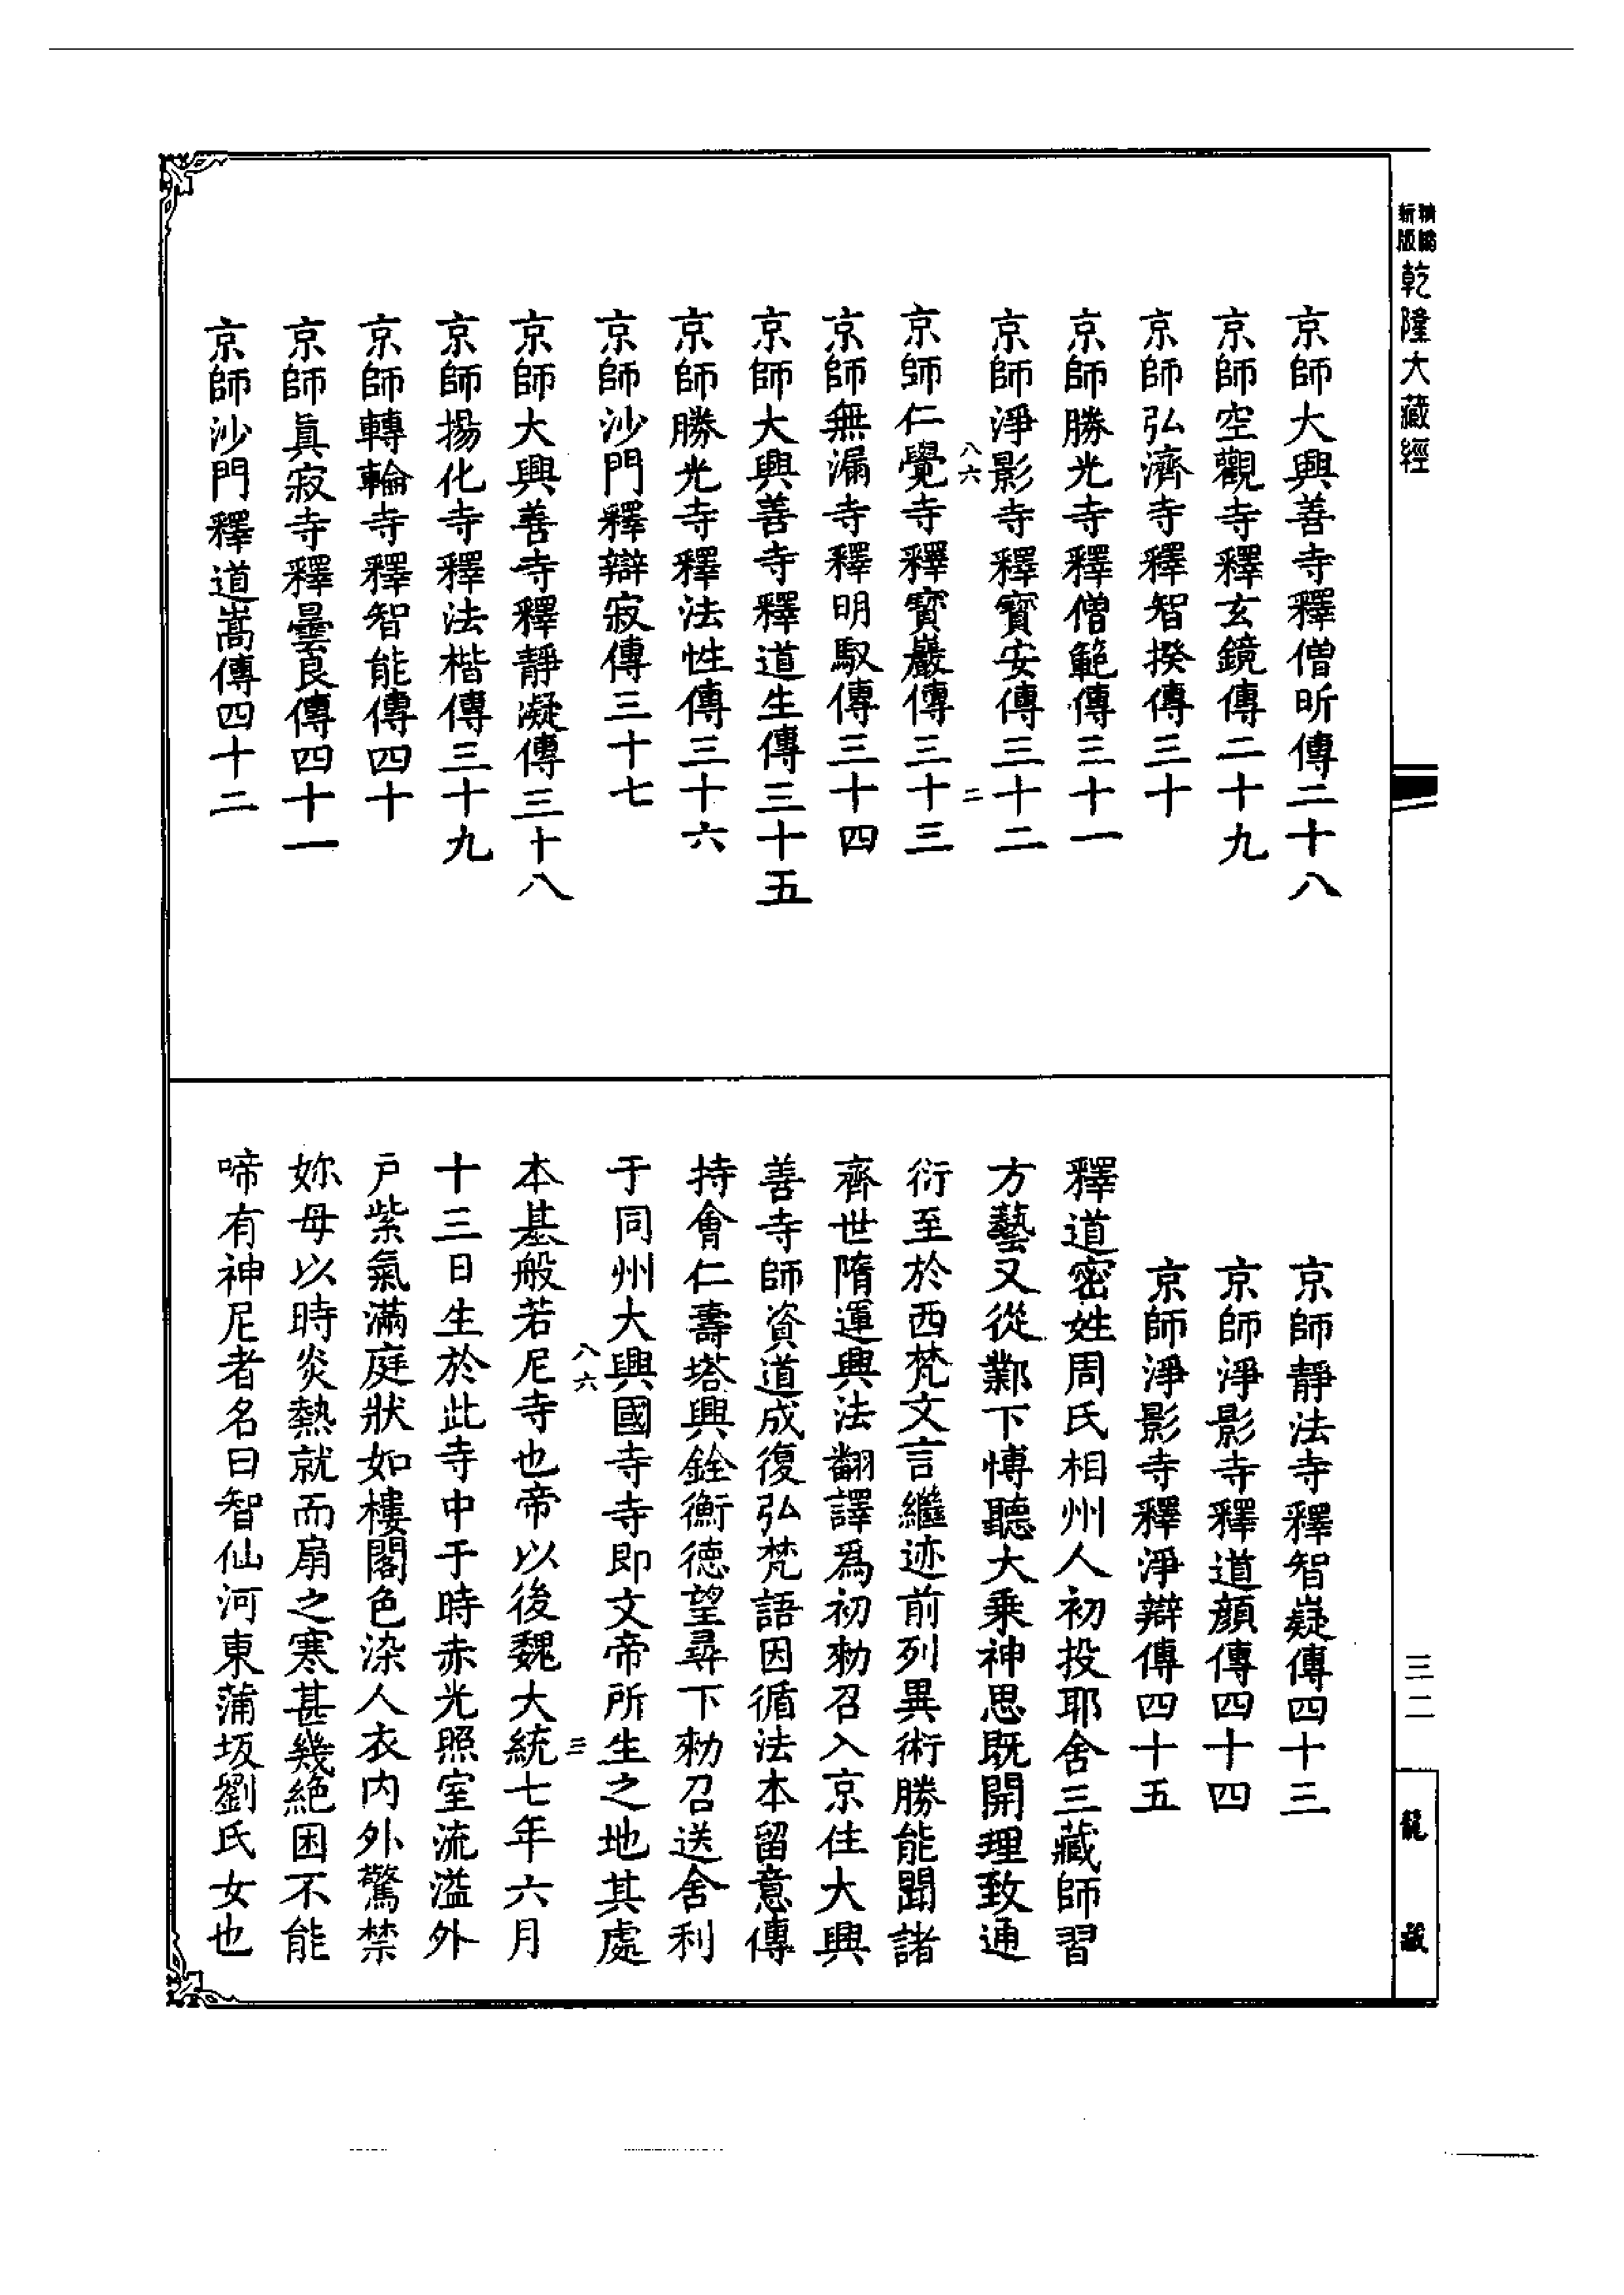 精縮
新版
乾隆大藏經
京師大興善寺釋僧昕傳二十八
京師空觀寺釋玄鏡傳二十九
京師弘濟寺釋智揆傳三十
京師勝光寺釋僧範傳三十一
京師淨影寺釋寶安傳三十二
八六
二
京師仁覺寺釋寶巖傳三十三
京師無漏寺釋明馭傳三十四
京師大興善寺釋道生傳三十五
京師勝光寺釋法性傳三十六
京師沙門釋辯寂傳三十七
京師大興善寺釋靜凝傳三十八
京師揚化寺釋法楷傳三十九
京師轉輪寺釋智能傳四十
京師眞寂寺釋曇良傳四十一
京師沙門釋道嵩傳四十二
京師靜法寺釋智嶷傳四十三
京師淨影寺釋道顏傳四十四
京師淨影寺釋淨辯傳四十五
釋道密姓周氏相州人初投耶舍三藏師習
方藝又從鄴下博聽大乘神思既開理致通
衍至於西梵文言繼迹前列異術勝能聞諸
齊世隋運興法翻譯爲初勑召入京住大興
善寺師資道成復弘梵語因循法本留意傳
持會仁壽塔興銓衡德望尋下勑召送舍利
于同州大興國寺寺即文帝所生之地其處
八六
三
本基般若尼寺也帝以後魏大統七年六月
十三日生於此寺中于時赤光照室流溢外
戶紫氣滿庭狀如樓閣色染人衣内外驚禁
妳母以時炎熱就而扇之寒甚幾絕困不能
啼有神尼者名曰智仙河東蒲坂劉氏女也
三二
龍藏